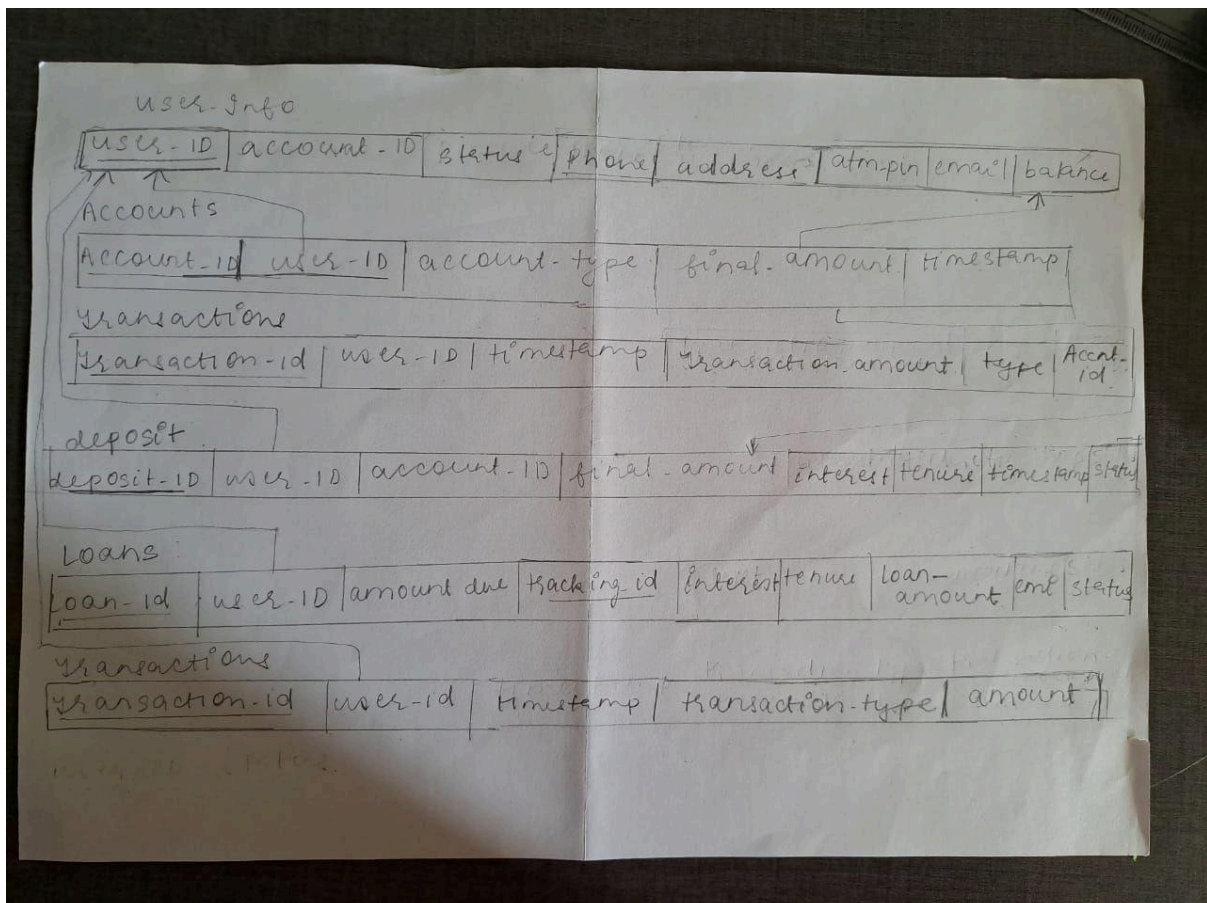 user-Info
user-ID account-ID status phone address atm-pin email balance
Accounts
Account-ID user-ID account-type final-amount timestamp
Transactions
Transaction-id user-ID timestamp transaction-amount type Accnt-id
deposit
deposit-ID user-ID account-ID final-amount interest tenure timestamp status
Loans
Loan-id user-ID amount due tracking-id interest tenure loan-amount emi status
Transactions
Transaction-id user-id timestamp transaction-type amount